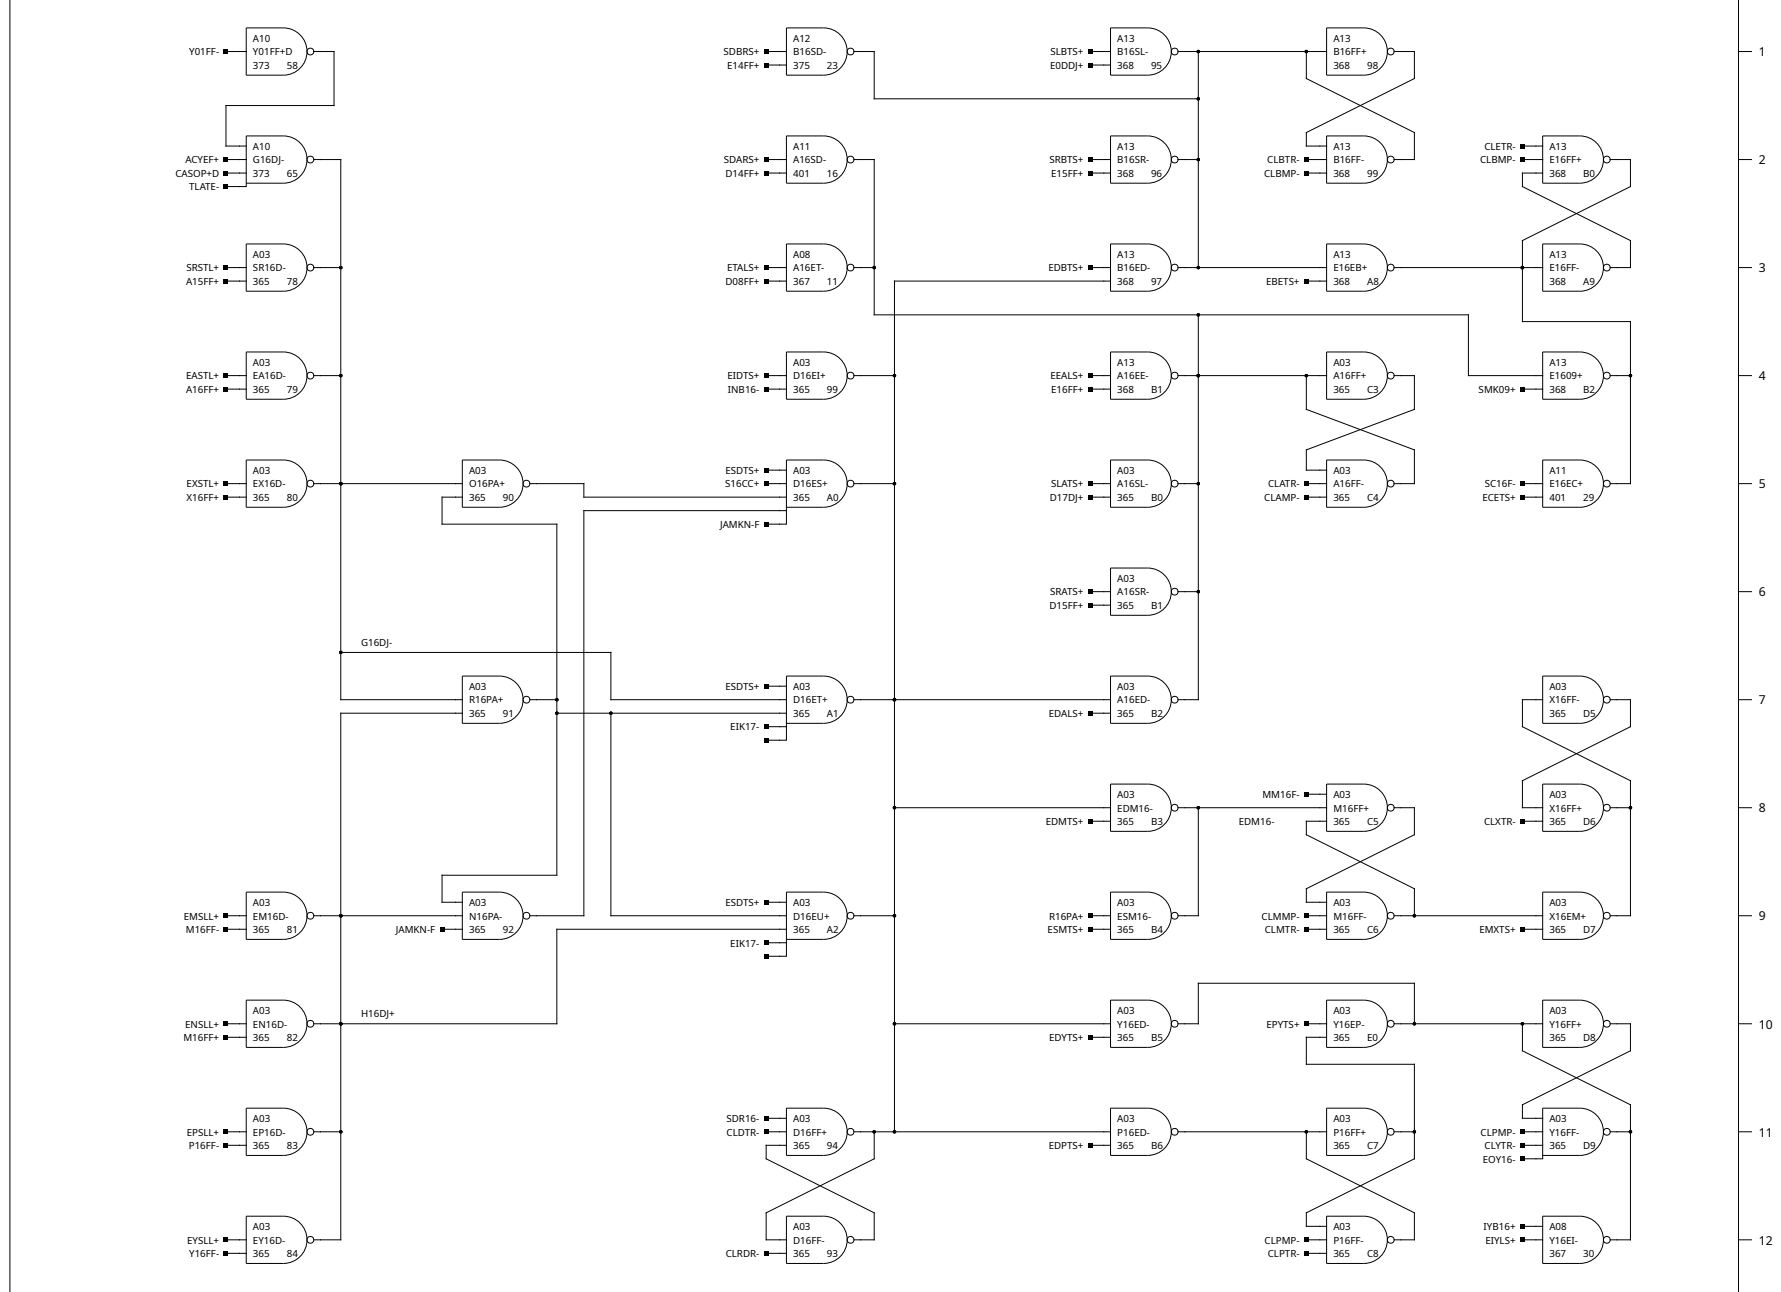 A10
A12
A13
A13
Y01FF-
Y01FF+D
SDBRS+
B16SD-
SLBTS+
B16SL-
B16FF+
1
373 58
E14FF+
375 23
E0DDJ+
368 95
368 98
A10
A11
A13
A13
CLETR-
A13
ACYEF+
G16DJ-
SDARS+
A16SD-
SRBTS+
B16SR-
CLBTR-
B16FF-
CLBMP-
E16FF+
2
CASOP+D
373 65
D14FF+
401 16
E15FF+
368 96
CLBMP-
368 99
368 B0
TLATE-
A03
A08
A13
A13
A13
SRSTL+
SR16D-
ETALS+
A16ET-
EDBTS+
B16ED-
E16EB+
E16FF-
3
A15FF+
365 78
D08FF+
367 11
368 97
EBETS+
368 A8
368 A9
A03
A03
A13
A03
A13
EASTL+
EA16D-
EIDTS+
D16EI+
EEALS+
A16EE-
A16FF+
E1609+
4
A16FF+
365 79
INB16-
365 99
E16FF+
368 B1
365 C3
SMK09+
368 B2
A03
A03
ESDTS+
A03
A03
A03
A11
EXSTL+
EX16D-
O16PA+
S16CC+
D16ES+
SLATS+
A16SL-
CLATR-
A16FF-
SC16F-
E16EC+
5
X16FF+
365 80
365 90
365 A0
D17DJ+
365 B0
CLAMP-
365 C4
ECETS+
401 29
JAMKN-F
A03
SRATS+
A16SR-
6
D15FF+
365 B1
G16DJ-
A03
ESDTS+
A03
A03
A03
R16PA+
D16ET+
A16ED-
X16FF-
7
365 91
365 A1
EDALS+
365 B2
365 D5
EIK17-
A03
MM16F-
A03
A03
EDM16-
M16FF+
X16FF+
8
EDMTS+
365 B3
EDM16-
365 C5
CLXTR-
365 D6
A03
A03
ESDTS+
A03
A03
A03
A03
EMSLL+
EM16D-
N16PA-
D16EU+
R16PA+
ESM16-
CLMMP-
M16FF-
X16EM+
9
M16FF-
365 81
JAMKN-F
365 92
365 A2
ESMTS+
365 B4
CLMTR-
365 C6
EMXTS+
365 D7
EIK17-
A03
H16DJ+
A03
A03
A03
ENSLL+
EN16D-
Y16ED-
EPYTS+
Y16EP-
Y16FF+
10
M16FF+
365 82
EDYTS+
365 B5
365 E0
365 D8
A03
SDR16-
A03
A03
A03
A03
EPSLL+
EP16D-
CLDTR-
D16FF+
P16ED-
P16FF+
CLPMP-
Y16FF-
11
P16FF-
365 83
365 94
EDPTS+
365 B6
365 C7
CLYTR-
365 D9
EOY16-
A03
A03
A03
IYB16+
A08
EYSLL+
EY16D-
D16FF-
CLPMP-
P16FF-
EIYLS+
Y16EI-
12
Y16FF-
365 84
CLRDR-
365 93
CLPTR-
365 C8
367 30